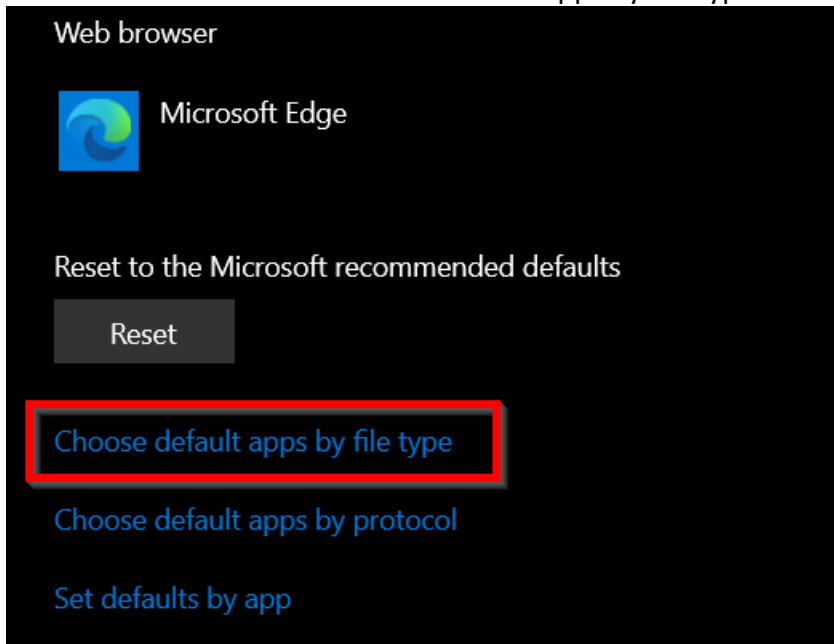 Web browser
Microsoft Edge
Reset to the Microsoft recommended defaults
Reset
Choose default apps by file type
Choose default apps by protocol
Set defaults by app